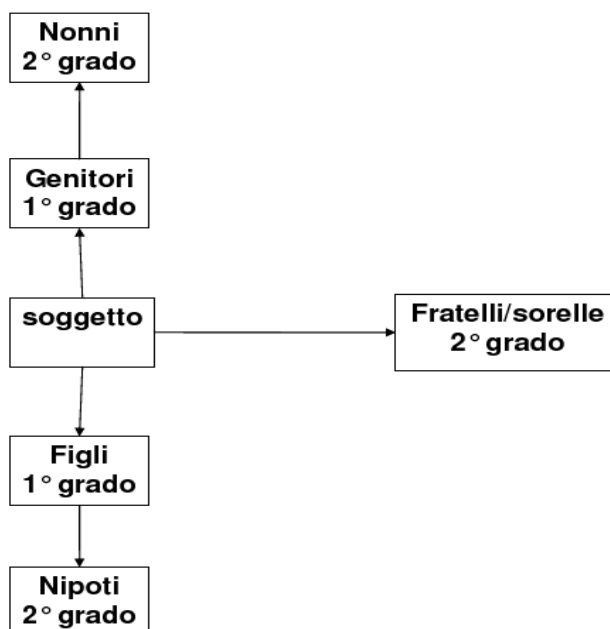 Nonni
2° grado
Genitori
1° grado
soggetto
Fratelli/sorelle
2° grado
Figli
1° grado
Nipoti
2° grado